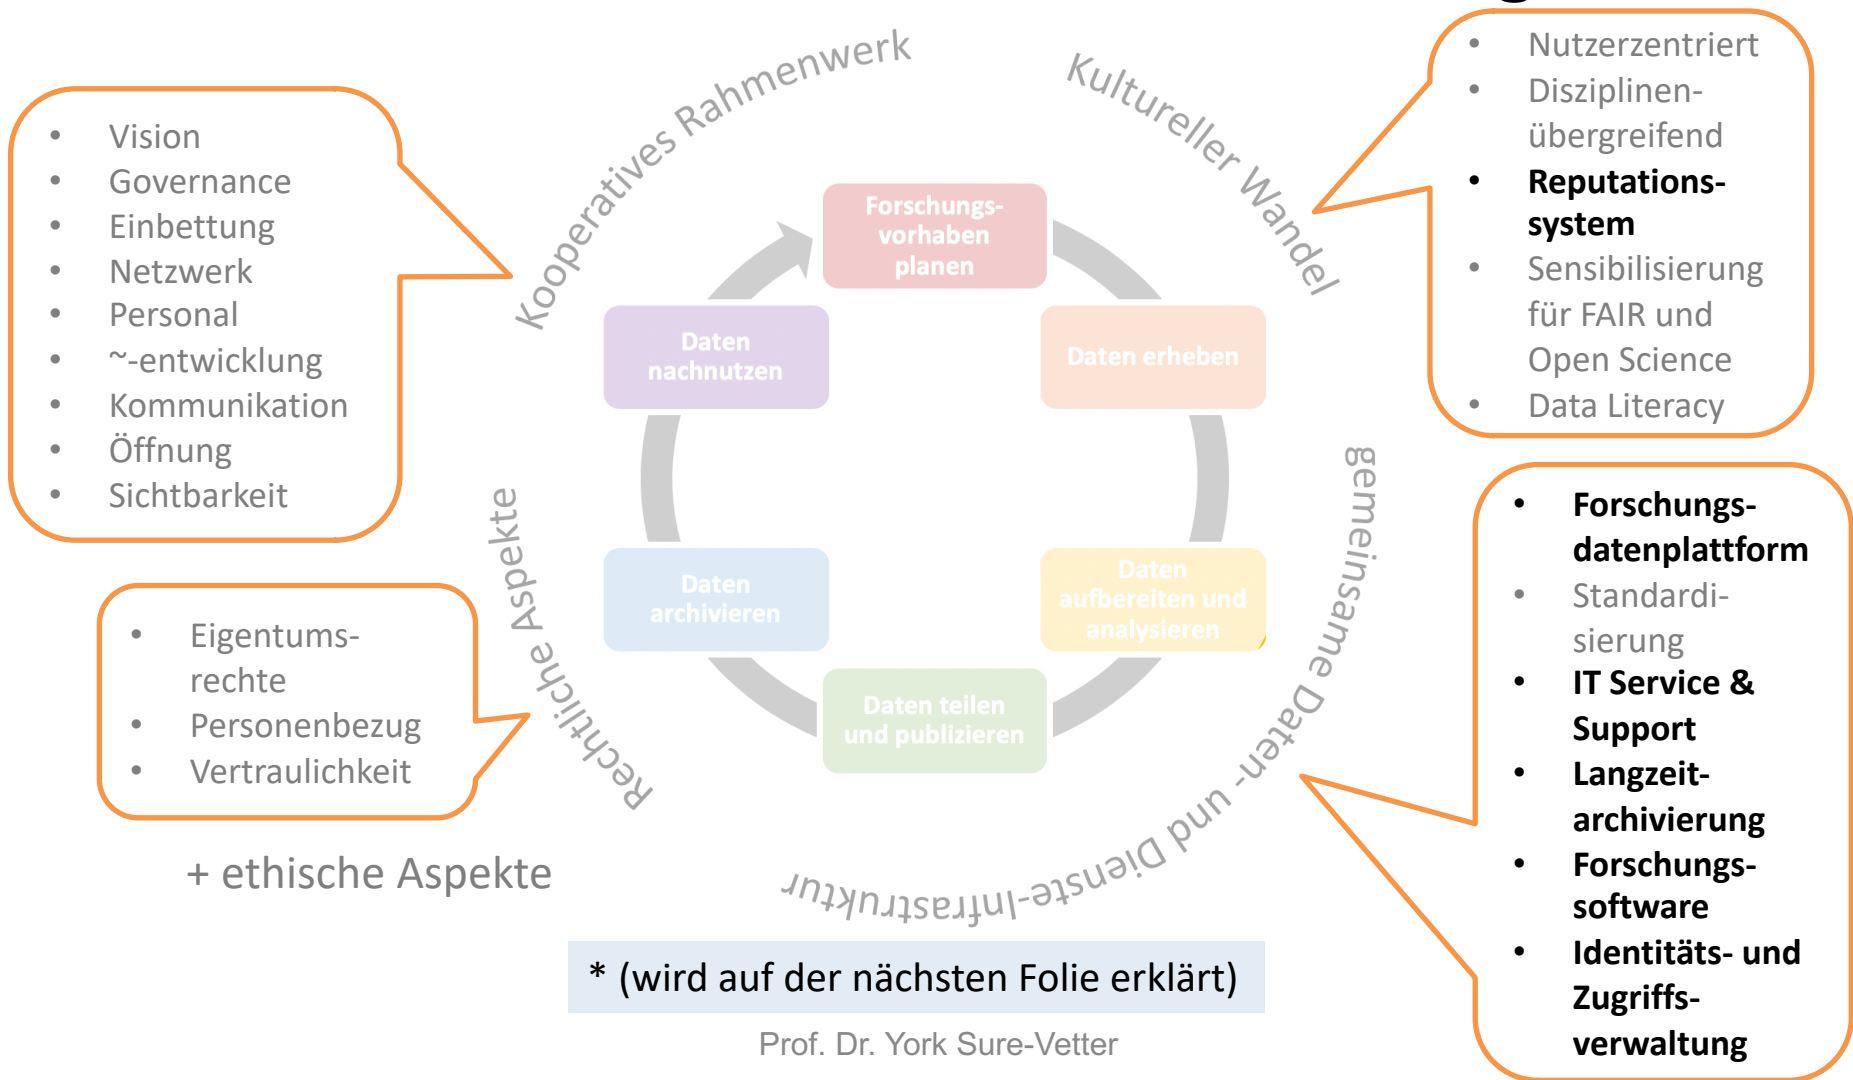 Kooperatives Rahmenwerk
Kultureller Wandel
gemeinsame Daten- und Dienste-Infrastruktur
Rechtliche Aspekte
• Vision
• Governance
• Einbettung
• Netzwerk
• Personal
• ~-entwicklung
• Kommunikation
• Öffnung
• Sichtbarkeit
• Nutzerzentriert
• Disziplinen-
übergreifend
• Reputations-
system
• Sensibilisierung
für FAIR und
Open Science
• Data Literacy
Forschungs-
vorhaben
planen
Daten erheben
Daten
aufbereiten und
analysieren
Daten teilen
und publizieren
Daten
archivieren
Daten
nachnutzen
• Eigentums-
rechte
• Personenbezug
• Vertraulichkeit
+ ethische Aspekte
• Forschungs-
datenplattform
• Standardi-
sierung
• IT Service &
Support
• Langzeit-
archivierung
• Forschungs-
software
• Identitäts- und
Zugriffs-
verwaltung
* (wird auf der nächsten Folie erklärt)
Prof. Dr. York Sure-Vetter